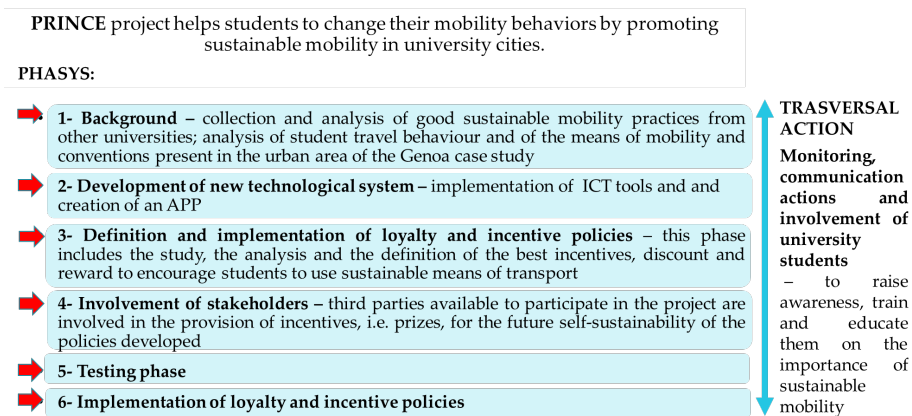 PRINCE project helps students to change their mobility behaviors by promoting
sustainable mobility in university cities.
PHASYS:
1- Background – collection and analysis of good sustainable mobility practices from
other universities; analysis of student travel behaviour and of the means of mobility and
conventions present in the urban area of the Genoa case study
2- Development of new technological system – implementation of ICT tools and and
creation of an APP
3- Definition and implementation of loyalty and incentive policies – this phase
includes the study, the analysis and the definition of the best incentives, discount and
reward to encourage students to use sustainable means of transport
4- Involvement of stakeholders – third parties available to participate in the project are
involved in the provision of incentives, i.e. prizes, for the future self-sustainability of the
policies developed
5- Testing phase
6- Implementation of loyalty and incentive policies
TRASVERSAL
ACTION
Monitoring,
communication
actions and
involvement of
university
students
– to raise
awareness, train
and educate
them on the
importance of
sustainable
mobility